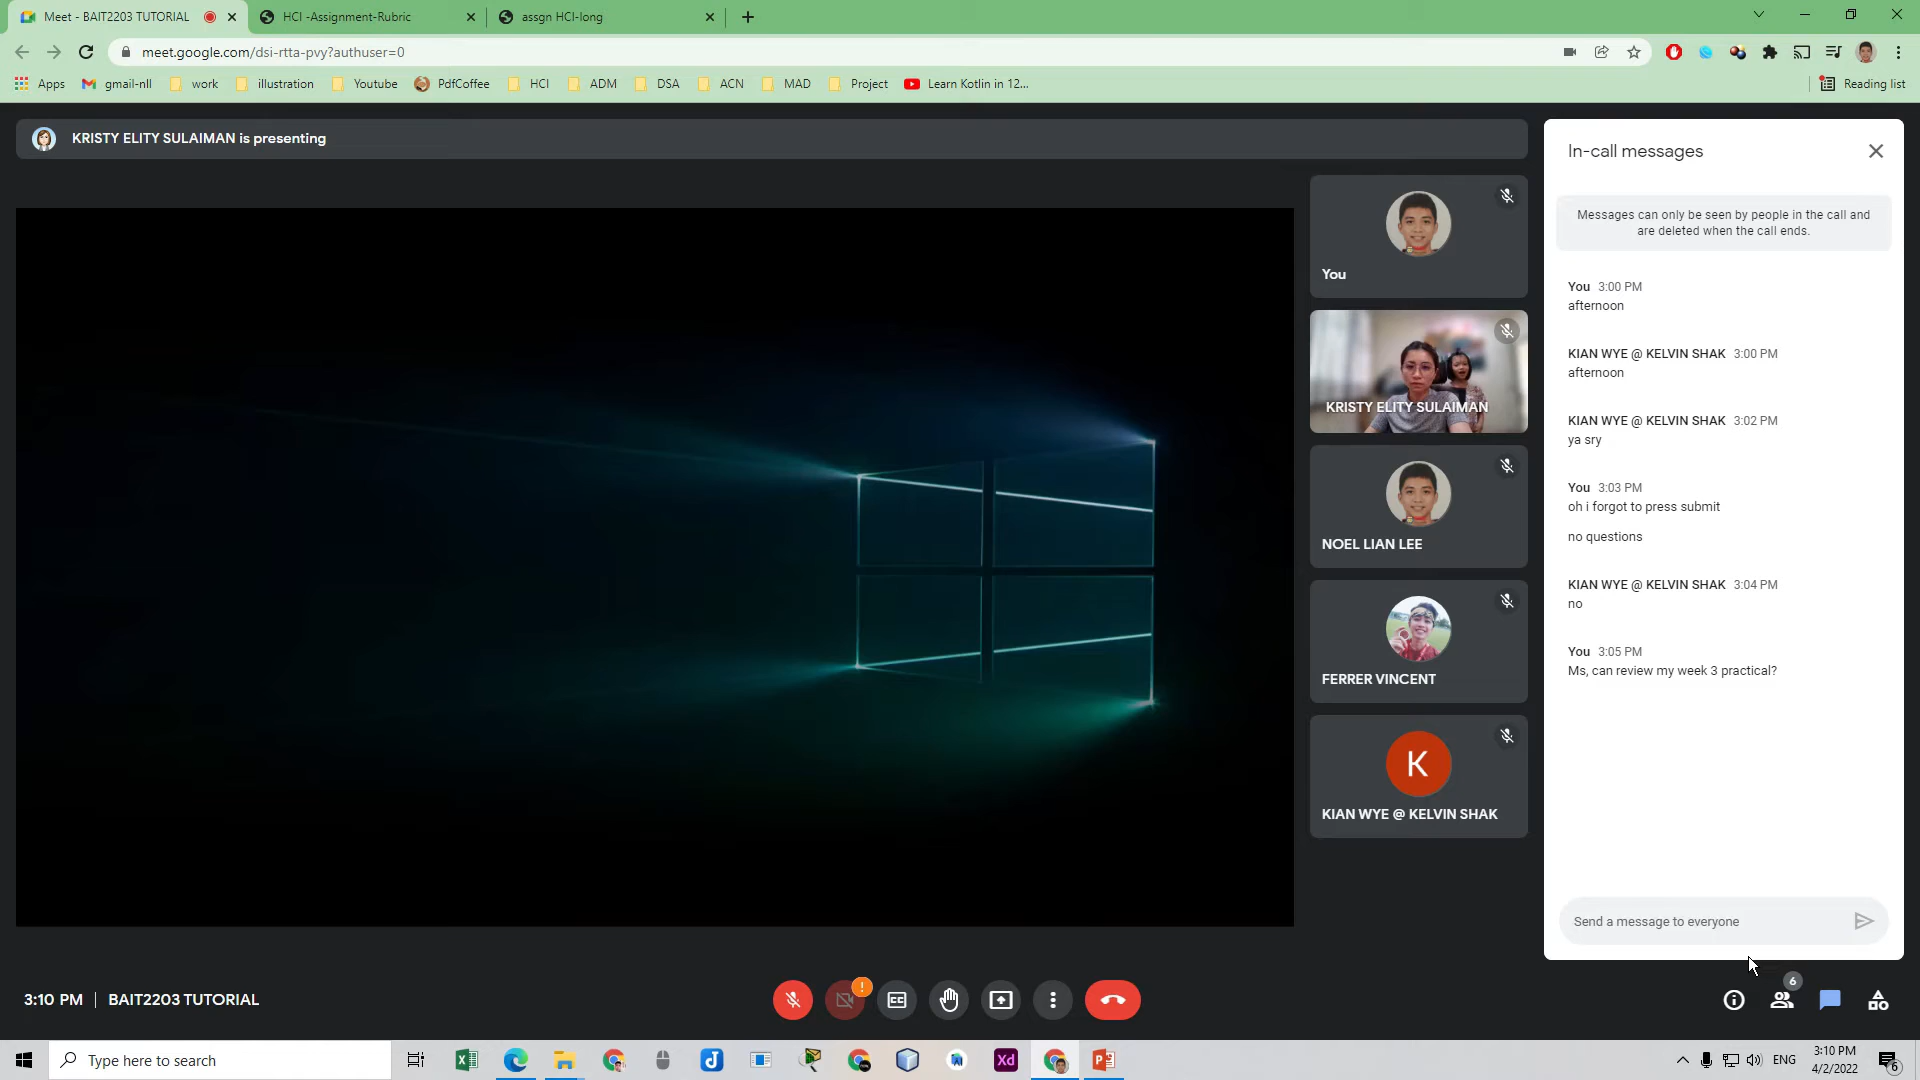 Meet - BAIT2203 TUTORIAL
HCI -Assignment-Rubric
assgn HCI-long
meet.google.com/dsi-rtta-pvy?authuser=0
Apps
gmail-nll
work
illustration
Youtube
PdfCoffee
HCI
ADM
DSA
ACN
MAD
Project
Learn Kotlin in 12...
Reading list
KRISTY ELITY SULAIMAN is presenting
You
KRISTY ELITY SULAIMAN
NOEL LIAN LEE
FERRER VINCENT
K
KIAN WYE @ KELVIN SHAK
In-call messages
Messages can only be seen by people in the call and
are deleted when the call ends.
You 3:00 PM
afternoon
KIAN WYE @ KELVIN SHAK 3:00 PM
afternoon
KIAN WYE @ KELVIN SHAK 3:02 PM
ya sry
You 3:03 PM
oh i forgot to press submit
no questions
KIAN WYE @ KELVIN SHAK 3:04 PM
no
You 3:05 PM
Ms, can review my week 3 practical?
Send a message to everyone
3:10 PM | BAIT2203 TUTORIAL
!
CC
6
Type here to search
Xd
ENG
3:10 PM
4/2/2022
6